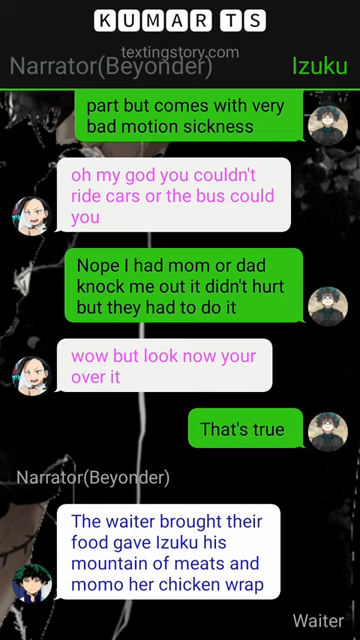 KUMAR TS
textingstory.com
Narrator(Beyonder)
Izuku
part but comes with very
bad motion sickness
oh my god you couldn't
ride cars or the bus could
you
Nope I had mom or dad
knock me out it didn't hurt
but they had to do it
wow but look now your
over it
That's true
Narrator(Beyonder)
The waiter brought their
food gave Izuku his
mountain of meats and
momo her chicken wrap
Waiter